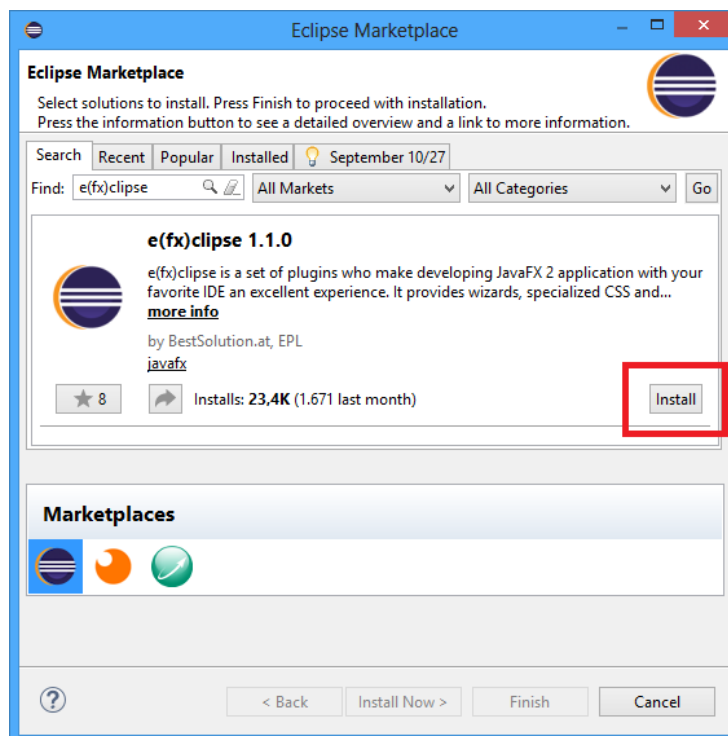 Eclipse Marketplace
Eclipse Marketplace
Select solutions to install. Press Finish to proceed with installation.
Press the information button to see a detailed overview and a link to more information.
Search Recent Popular Installed September 10/27
Find: e(fx)clipse All Markets All Categories Go
e(fx)clipse 1.1.0
e(fx)clipse is a set of plugins who make developing JavaFX 2 application with your
favorite IDE an excellent experience. It provides wizards, specialized CSS and...
more info
by BestSolution.at, EPL
javafx
8 Installs: 23,4K (1.671 last month) Install
Marketplaces
? < Back Install Now > Finish Cancel